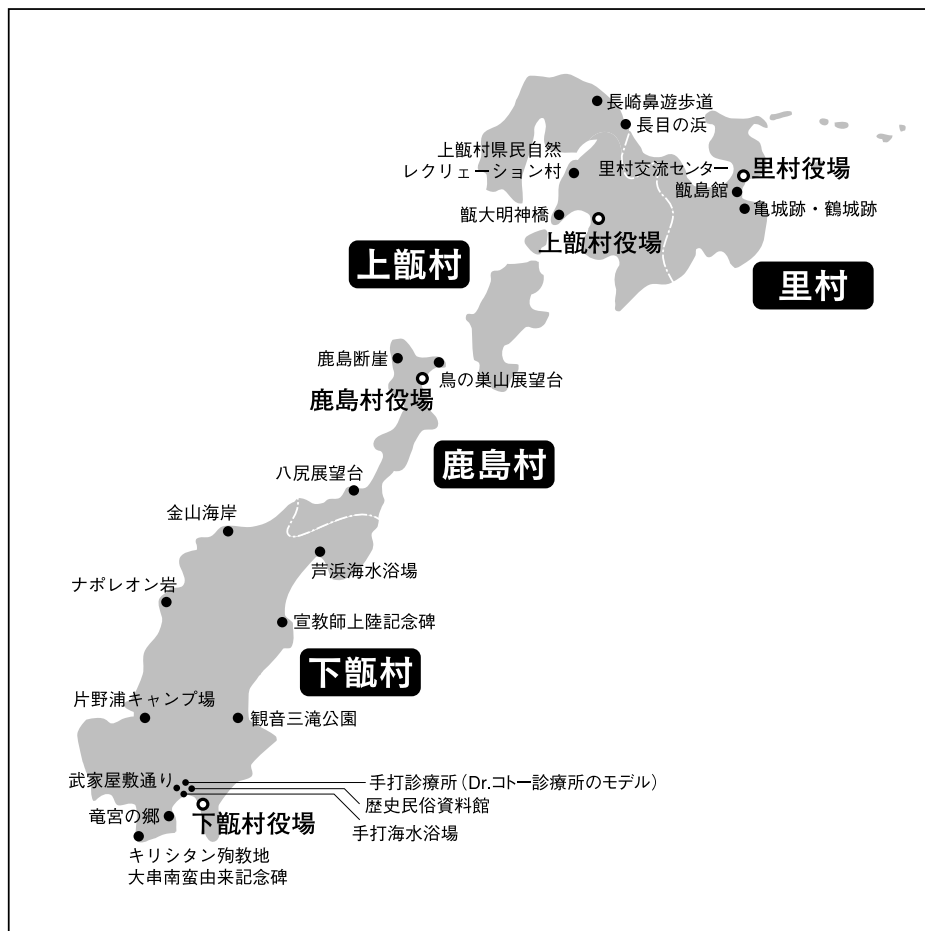 長崎鼻遊歩道
長目の浜
上甑村県民自然
レクリェーション村
里村交流センター
甑島館
里村役場
亀城跡・鶴城跡
甑大明神橋
上甑村役場
上甑村
里村
鹿島断崖
鳥の巣山展望台
鹿島村役場
鹿島村
八尻展望台
金山海岸
芦浜海水浴場
ナポレオン岩
宣教師上陸記念碑
下甑村
片野浦キャンプ場
観音三滝公園
武家屋敷通り
手打診療所(Dr.コトー診療所のモデル)
歴史民俗資料館
手打海水浴場
竜宮の郷
下甑村役場
キリシタン殉教地
大串南蛮由来記念碑